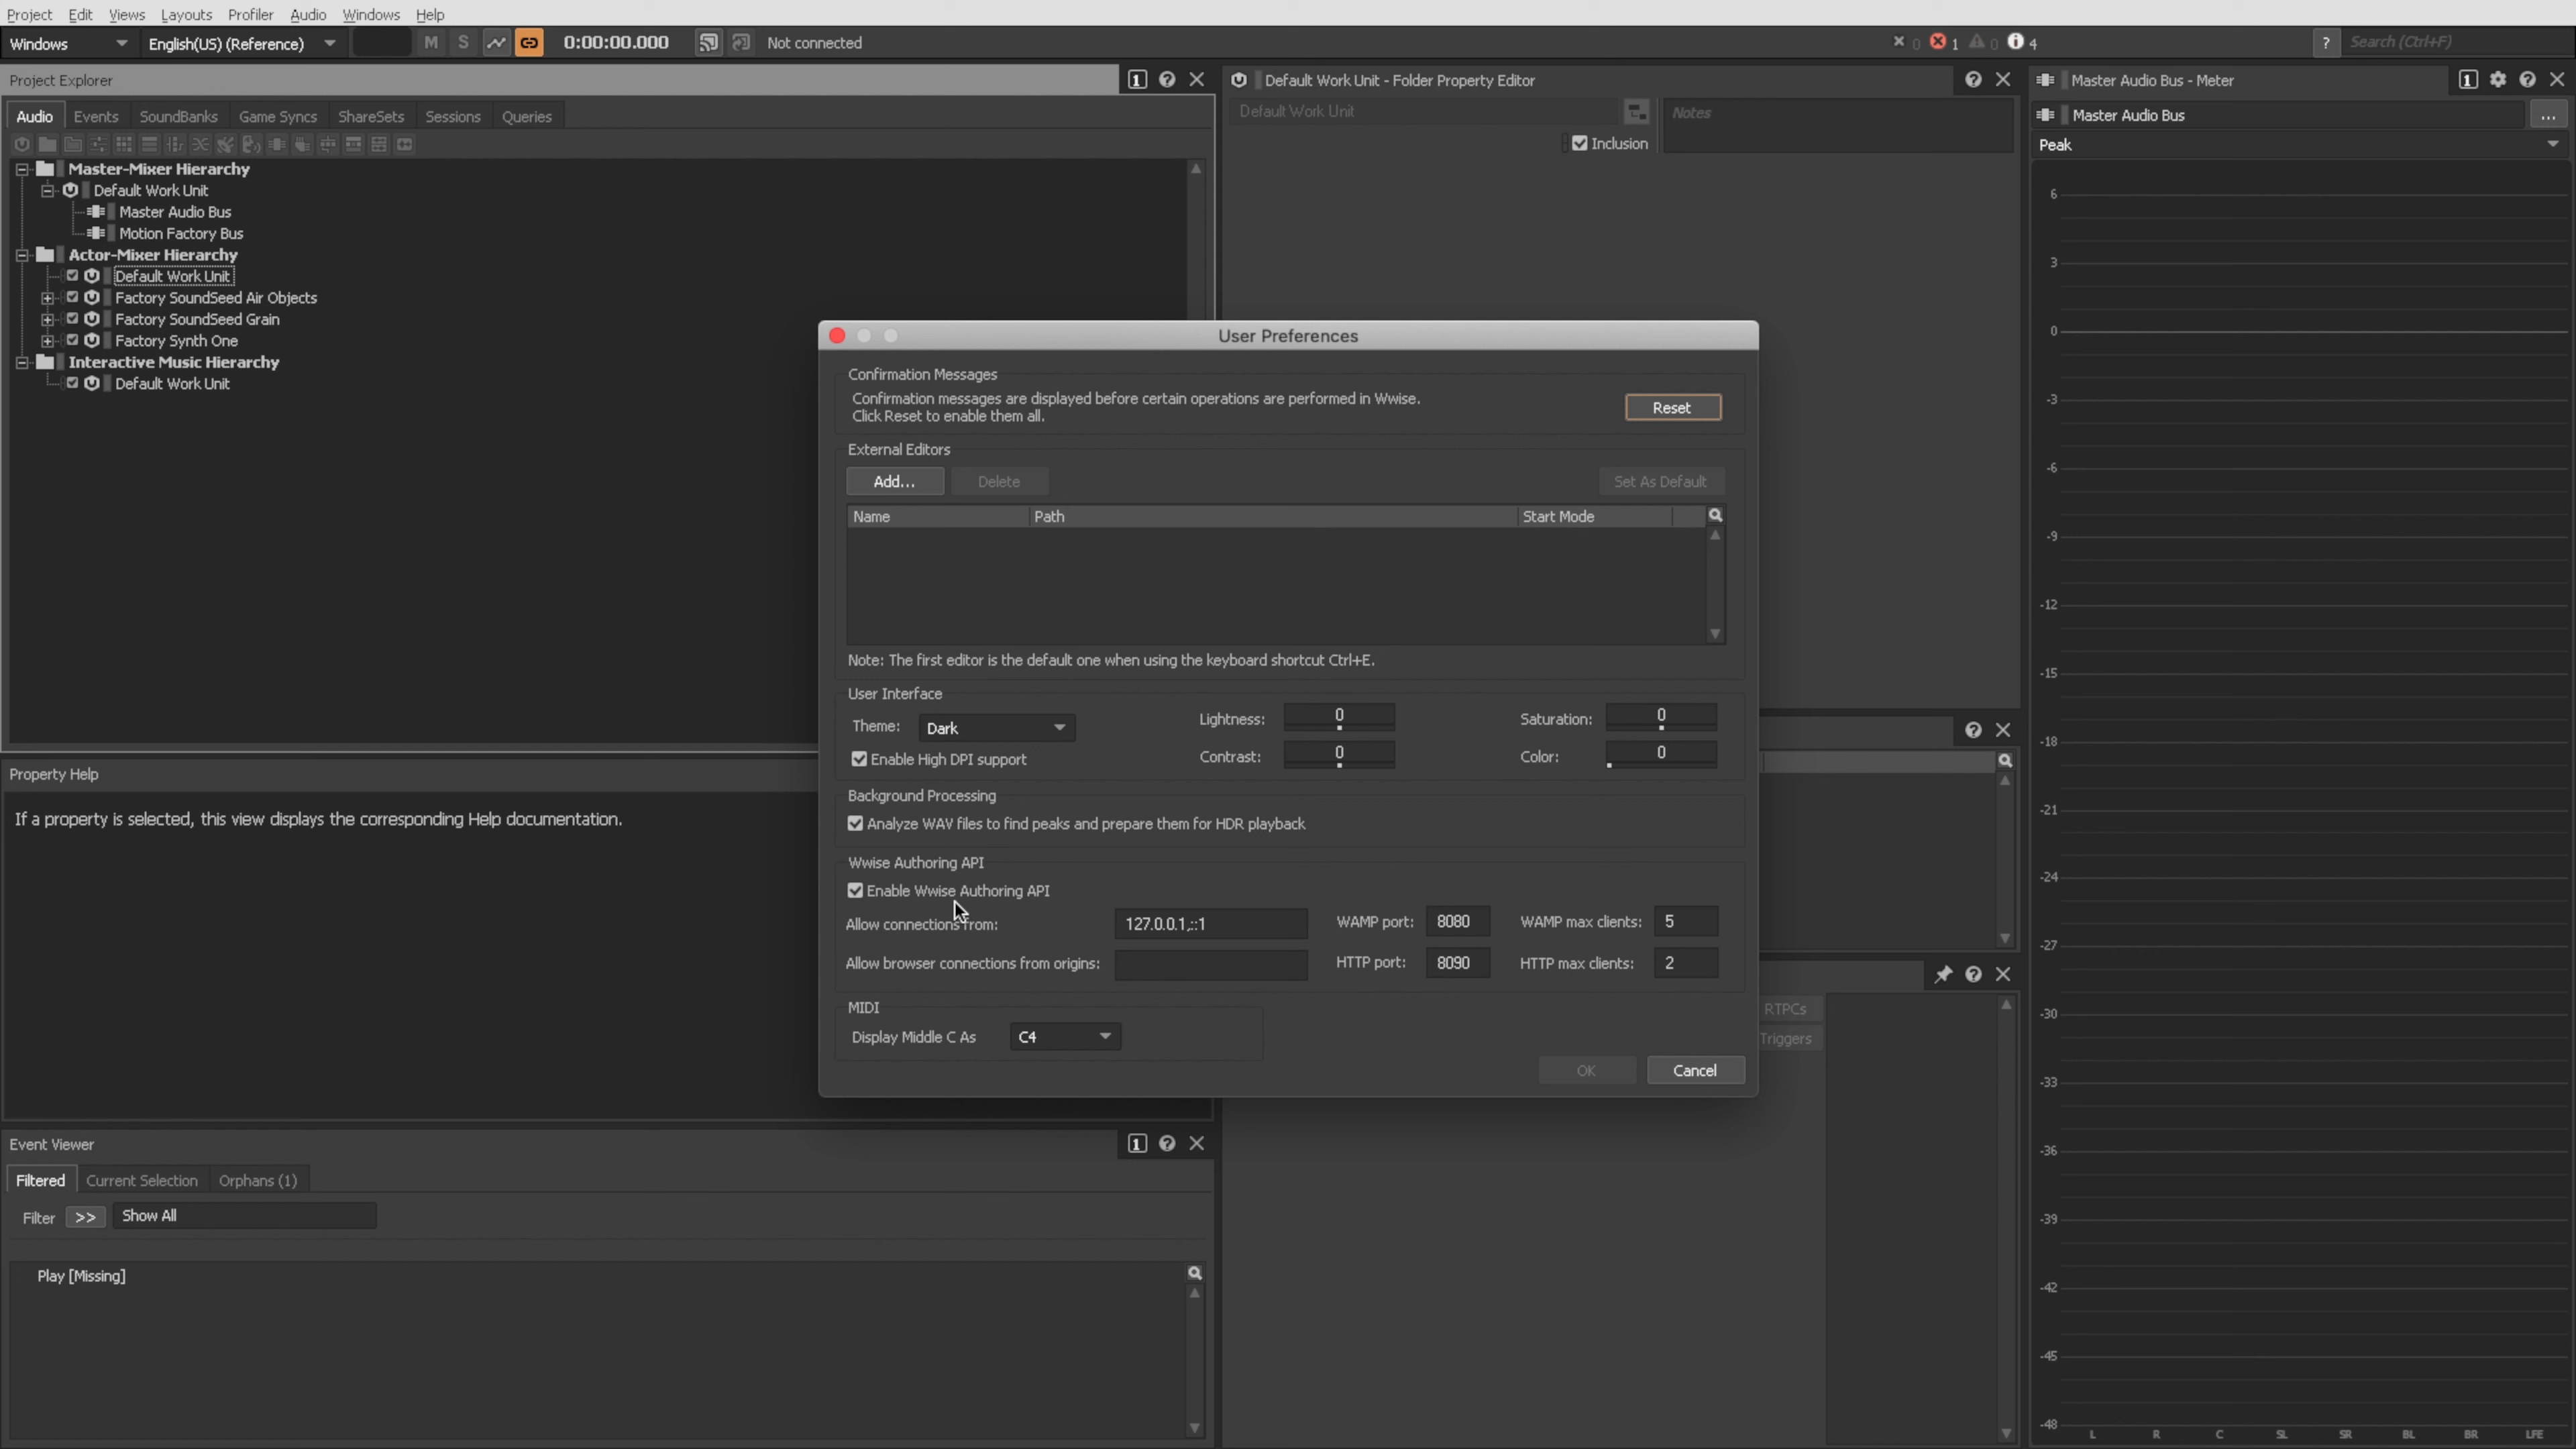 Project Edit Views Layouts Profiler Audio Windows Help
Windows English(US) (Reference) M S 0:00:00.000 Not connected 0 1 0 4 ? Search (Ctrl+F)
Project Explorer 1
Audio Events SoundBanks Game Syncs ShareSets Sessions Queries
Master-Mixer Hierarchy
Default Work Unit
Master Audio Bus
Motion Factory Bus
Actor-Mixer Hierarchy
Default Work Unit
Factory SoundSeed Air Objects
Factory SoundSeed Grain
Factory Synth One
Interactive Music Hierarchy
Default Work Unit
Property Help
If a property is selected, this view displays the corresponding Help documentation.
Event Viewer 1
Filtered Current Selection Orphans (1)
Filter >> Show All
Play [Missing]
Default Work Unit - Folder Property Editor
Default Work Unit
Notes
Inclusion
User Preferences
Confirmation Messages
Confirmation messages are displayed before certain operations are performed in Wwise.
Click Reset to enable them all.
Reset
External Editors
Add... Delete Set As Default
Name Path Start Mode
Note: The first editor is the default one when using the keyboard shortcut Ctrl+E.
User Interface
Theme: Dark Lightness: 0 Saturation: 0
Enable High DPI support Contrast: 0 Color: 0
Background Processing
Analyze WAV files to find peaks and prepare them for HDR playback
Wwise Authoring API
Enable Wwise Authoring API
Allow connections from: 127.0.0.1,::1 WAMP port: 8080 WAMP max clients: 5
Allow browser connections from origins: HTTP port: 8090 HTTP max clients: 2
MIDI
Display Middle C As C4
OK Cancel
RTPCs
Triggers
Master Audio Bus - Meter 1
Master Audio Bus ...
Peak
6
3
0
-3
-6
-9
-12
-15
-18
-21
-24
-27
-30
-33
-36
-39
-42
-45
-48
L R C SL SR BL BR LFE